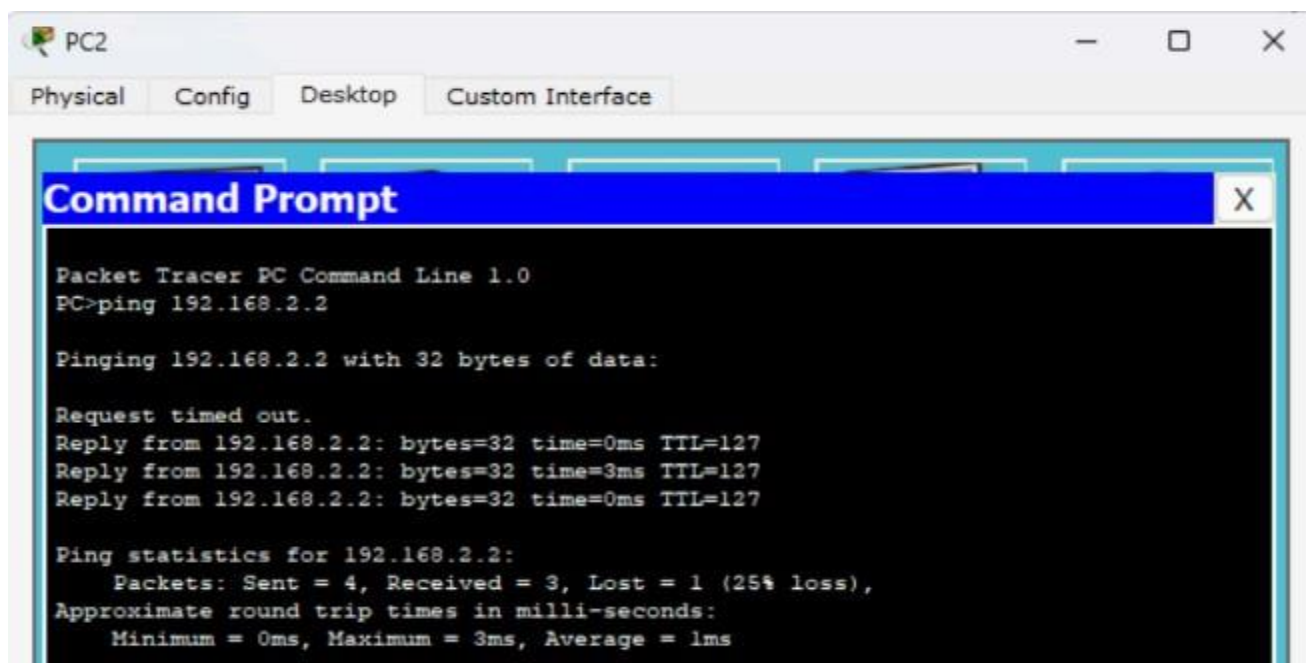 PC2
Physical Config Desktop Custom Interface
Command Prompt X
Packet Tracer PC Command Line 1.0
PC>ping 192.168.2.2
Pinging 192.168.2.2 with 32 bytes of data:
Request timed out.
Reply from 192.168.2.2: bytes=32 time=0ms TTL=127
Reply from 192.168.2.2: bytes=32 time=3ms TTL=127
Reply from 192.168.2.2: bytes=32 time=0ms TTL=127
Ping statistics for 192.168.2.2:
Packets: Sent = 4, Received = 3, Lost = 1 (25% loss),
Approximate round trip times in milli-seconds:
Minimum = 0ms, Maximum = 3ms, Average = 1ms